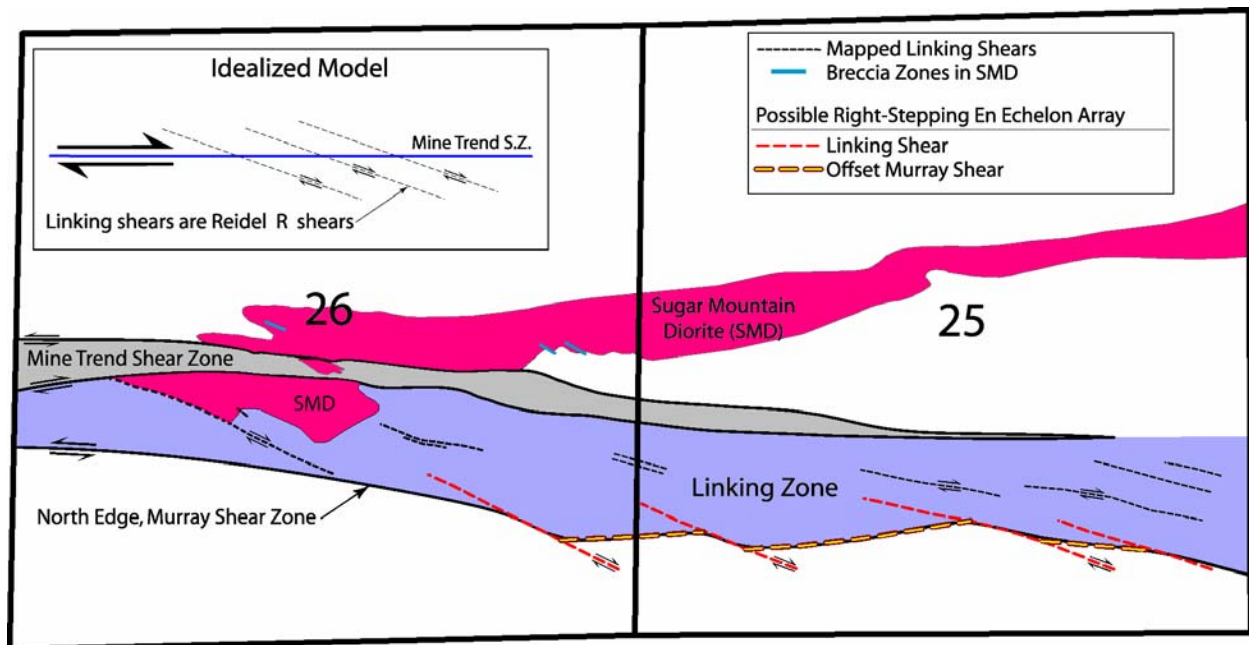 Idealized Model
Mine Trend S.Z.
Linking shears are Reidel R shears
Mapped Linking Shears
Breccia Zones in SMD
Possible Right-Stepping En Echelon Array
Linking Shear
Offset Murray Shear
26
25
Sugar Mountain
Diorite (SMD)
Mine Trend Shear Zone
SMD
Linking Zone
North Edge, Murray Shear Zone